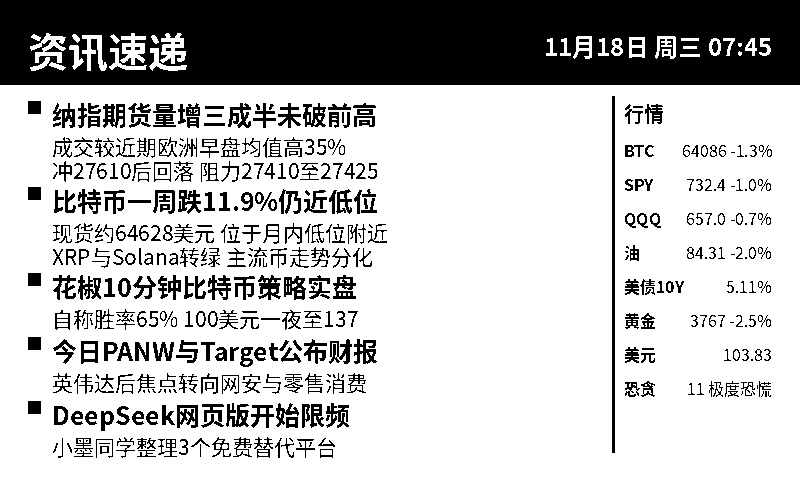 资讯速递
11月18日 周三 07:45
纳指期货量增三成半未破前高
成交较近期欧洲早盘均值高35%
冲27610后回落 阻力27410至27425
比特币一周跌11.9%仍近低位
现货约64628美元 位于月内低位附近
XRP与Solana转绿 主流币走势分化
花椒10分钟比特币策略实盘
自称胜率65% 100美元一夜至137
今日PANW与Target公布财报
英伟达后焦点转向网安与零售消费
DeepSeek网页版开始限频
小墨同学整理3个免费替代平台
行情
BTC 64086 -1.3%
SPY 732.4 -1.0%
QQQ 657.0 -0.7%
油 84.31 -2.0%
美债10Y 5.11%
黄金 3767 -2.5%
美元 103.83
恐贪 11 极度恐慌